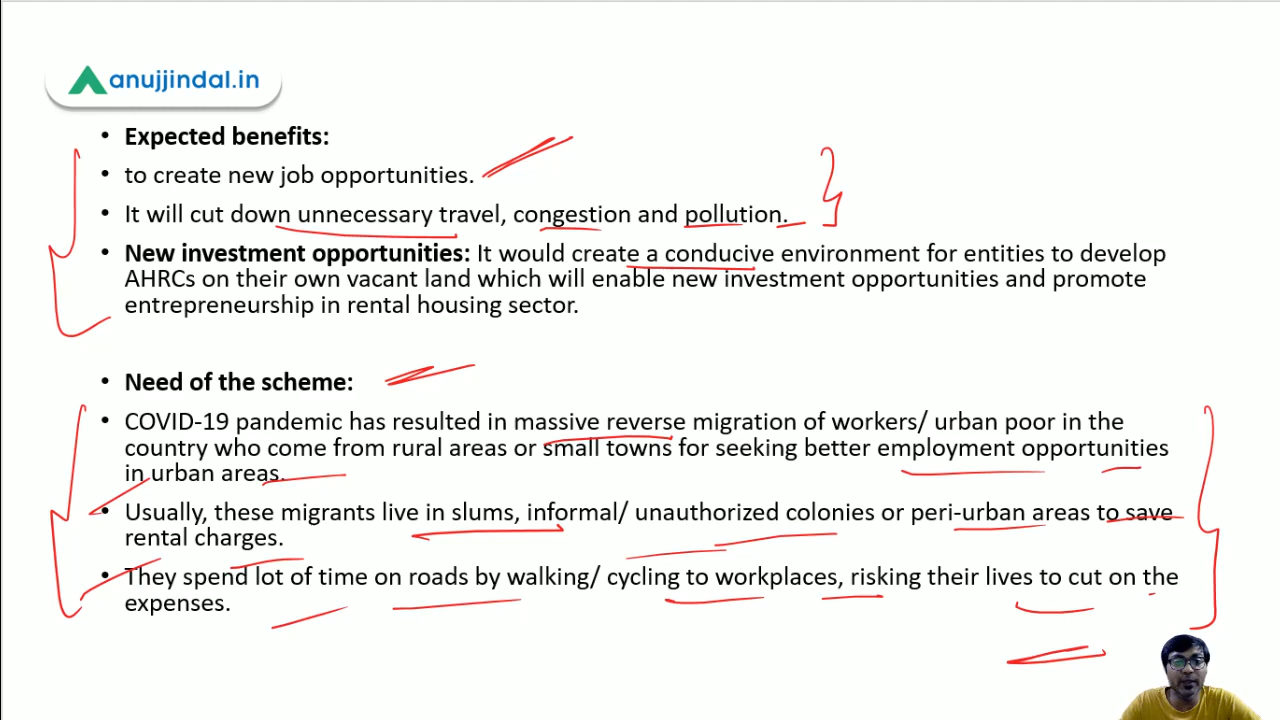 anujjindal.in
• Expected benefits:
• to create new job opportunities.
• It will cut down unnecessary travel, congestion and pollution.
• New investment opportunities: It would create a conducive environment for entities to develop
AHRCs on their own vacant land which will enable new investment opportunities and promote
entrepreneurship in rental housing sector.
• Need of the scheme:
• COVID-19 pandemic has resulted in massive reverse migration of workers/ urban poor in the
country who come from rural areas or small towns for seeking better employment opportunities
in urban areas.
• Usually, these migrants live in slums, informal/ unauthorized colonies or peri-urban areas to save
rental charges.
• They spend lot of time on roads by walking/ cycling to workplaces, risking their lives to cut on the
expenses.